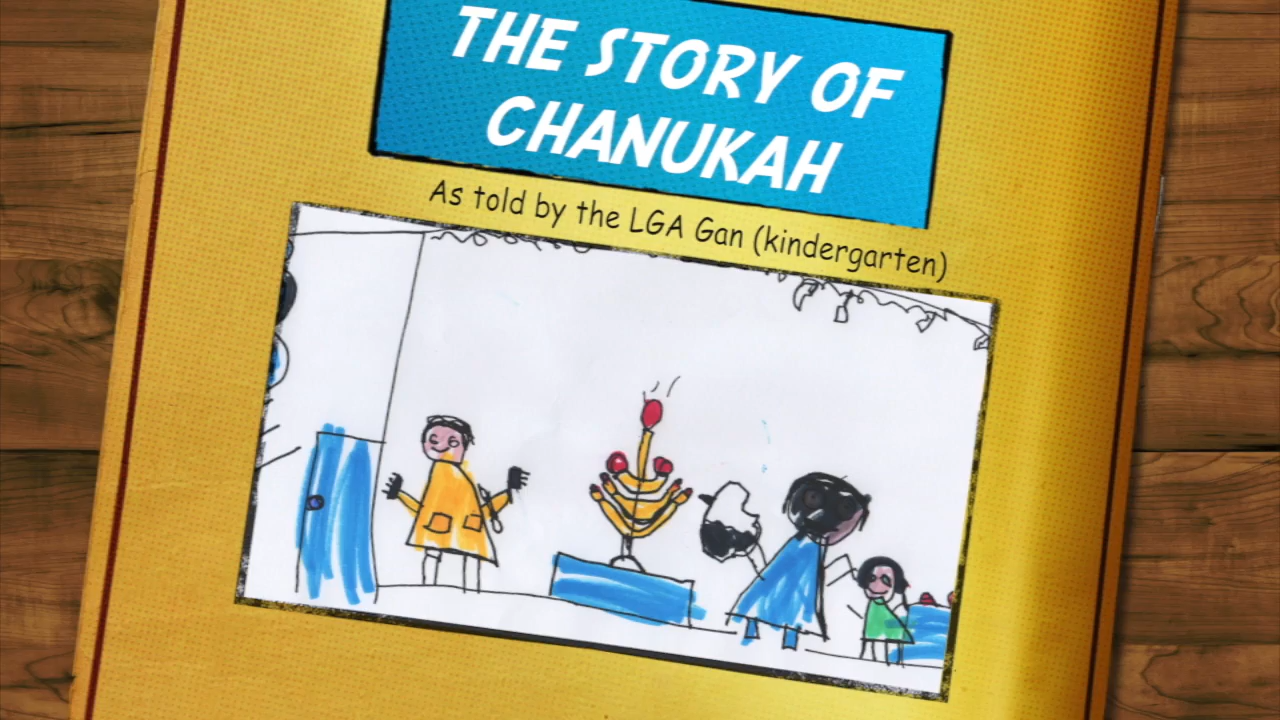 THE STORY OF
CHANUKAH
As told by the LGA Gan (kindergarten)